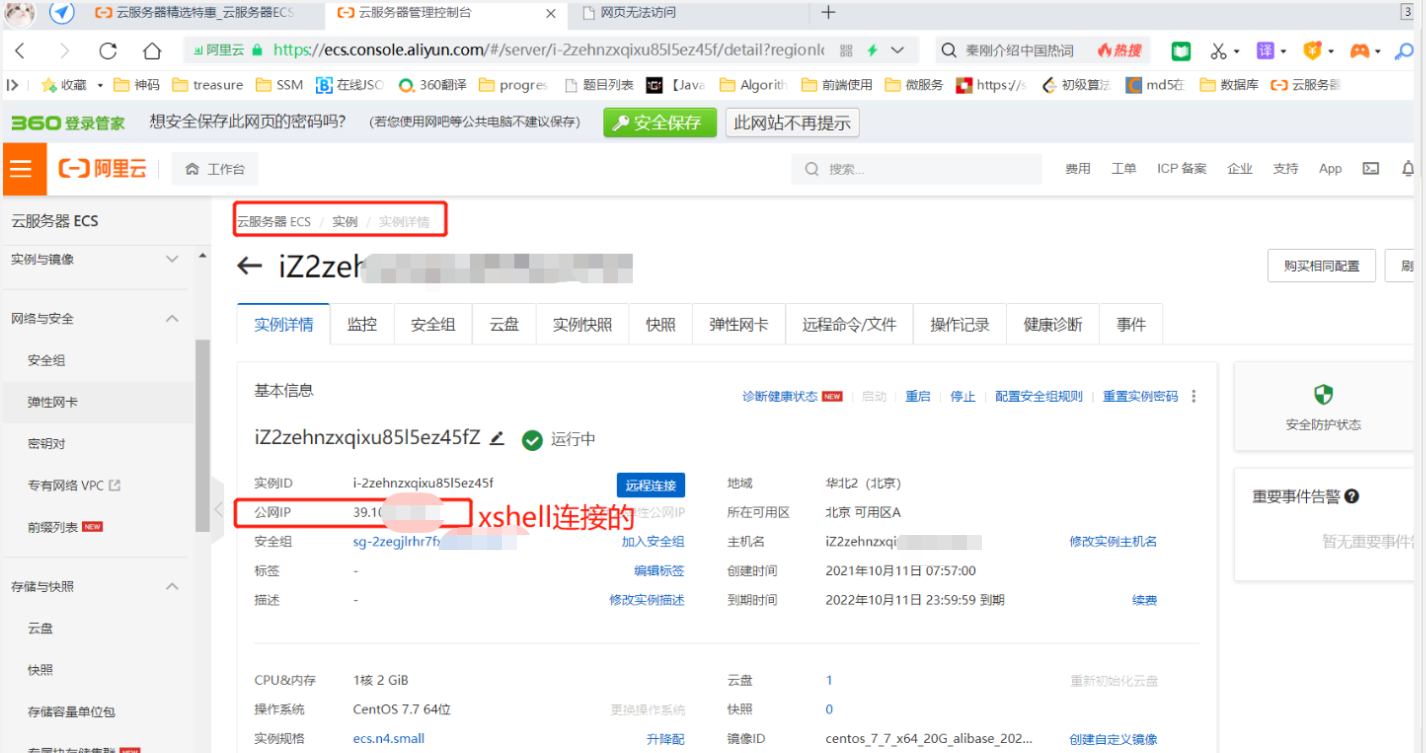 云服务器精选特惠_云服务器ECS 云服务器管理控制台 网页无法访问 3
阿里云 https://ecs.console.aliyun.com/#/server/i-2zehnzxqixu85l5ez45f/detail?regionIc 秦刚介绍中国热词 热搜 译
收藏 神码 treasure SSM 在线JSO 360翻译 progres 题目列表 【Java Algorith 前端使用 微服务 https://s 初级算法 md5在 数据库 云服务器
360登录管家 想安全保存此网页的密码吗? (若您使用网吧等公共电脑不建议保存) 安全保存 此网站不再提示
阿里云 工作台 搜索... 费用 工单 ICP 备案 企业 支持 App
云服务器 ECS 云服务器 ECS / 实例 / 实例详情
实例与镜像 iZ2zeh 购买相同配置 刷
网络与安全 实例详情 监控 安全组 云盘 实例快照 快照 弹性网卡 远程命令/文件 操作记录 健康诊断 事件
安全组
弹性网卡 基本信息 诊断健康状态 NEW 启动 重启 停止 配置安全组规则 重置实例密码 安全防护状态
密钥对 iZ2zehnzxqixu85l5ez45fZ 运行中
专有网络 VPC 实例ID i-2zehnzxqixu85l5ez45f 远程连接 地域 华北2(北京) 重要事件告警
前缀列表 NEW 公网IP 39.10 xshell连接的 弹性公网IP 所在可用区 北京 可用区A
安全组 sg-2zegjlrhr7f 加入安全组 主机名 iZ2zehnzxqi 修改实例主机名 暂无重要事件告
标签 - 编辑标签 创建时间 2021年10月11日 07:57:00
存储与快照 描述 - 修改实例描述 到期时间 2022年10月11日 23:59:59 到期 续费
云盘
快照 CPU&内存 1核 2 GiB 云盘 1 重新初始化云盘
存储容量单位包 操作系统 CentOS 7.7 64位 更换操作系统 快照 0
专属块存储集群 NEW 实例规格 ecs.n4.small 升降配 镜像ID centos_7_7_x64_20G_alibase_202... 创建自定义镜像